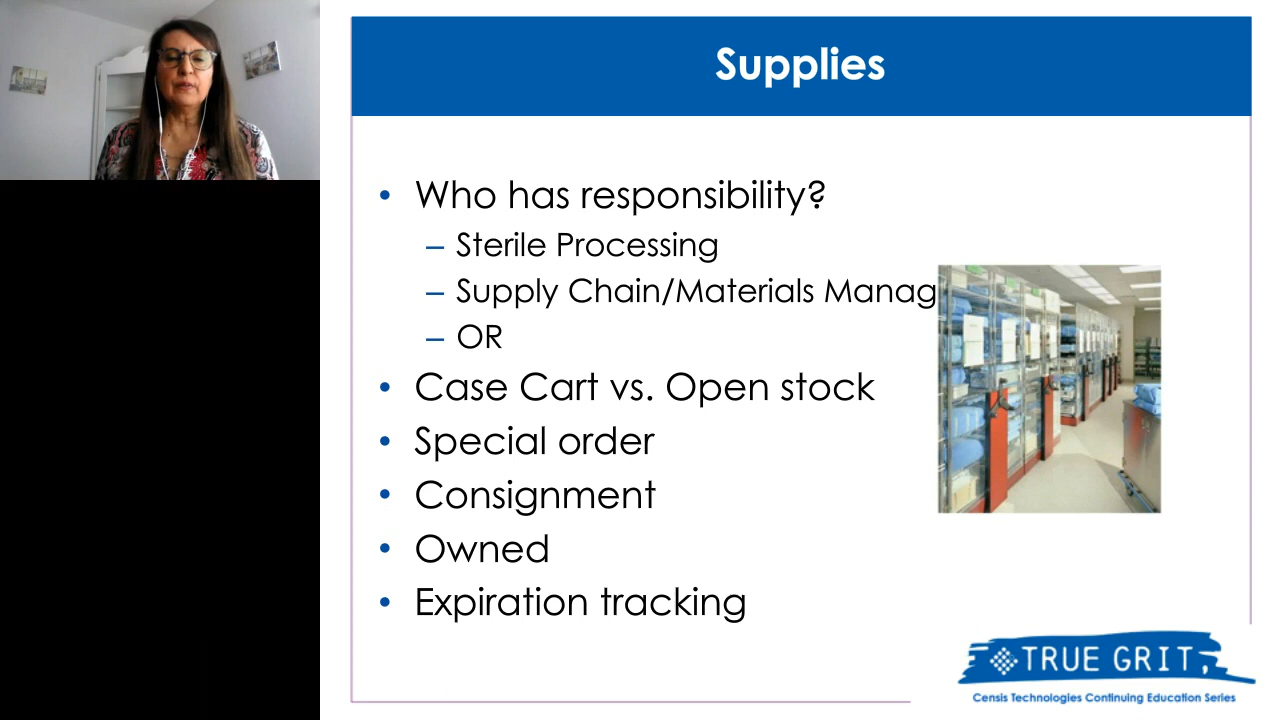 Supplies
• Who has responsibility?
– Sterile Processing
– Supply Chain/Materials Manag
– OR
• Case Cart vs. Open stock
• Special order
• Consignment
• Owned
• Expiration tracking
TRUE GRIT
Censis Technologies Continuing Education Series